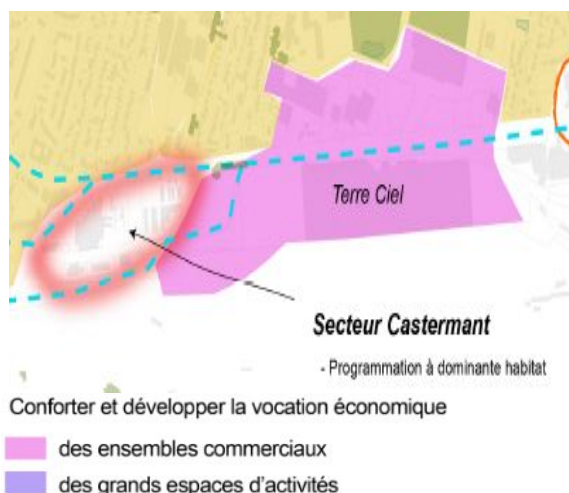 Terre Ciel
Secteur Castermant
- Programmation à dominante habitat
Conforter et développer la vocation économique
des ensembles commerciaux
des grands espaces d'activités